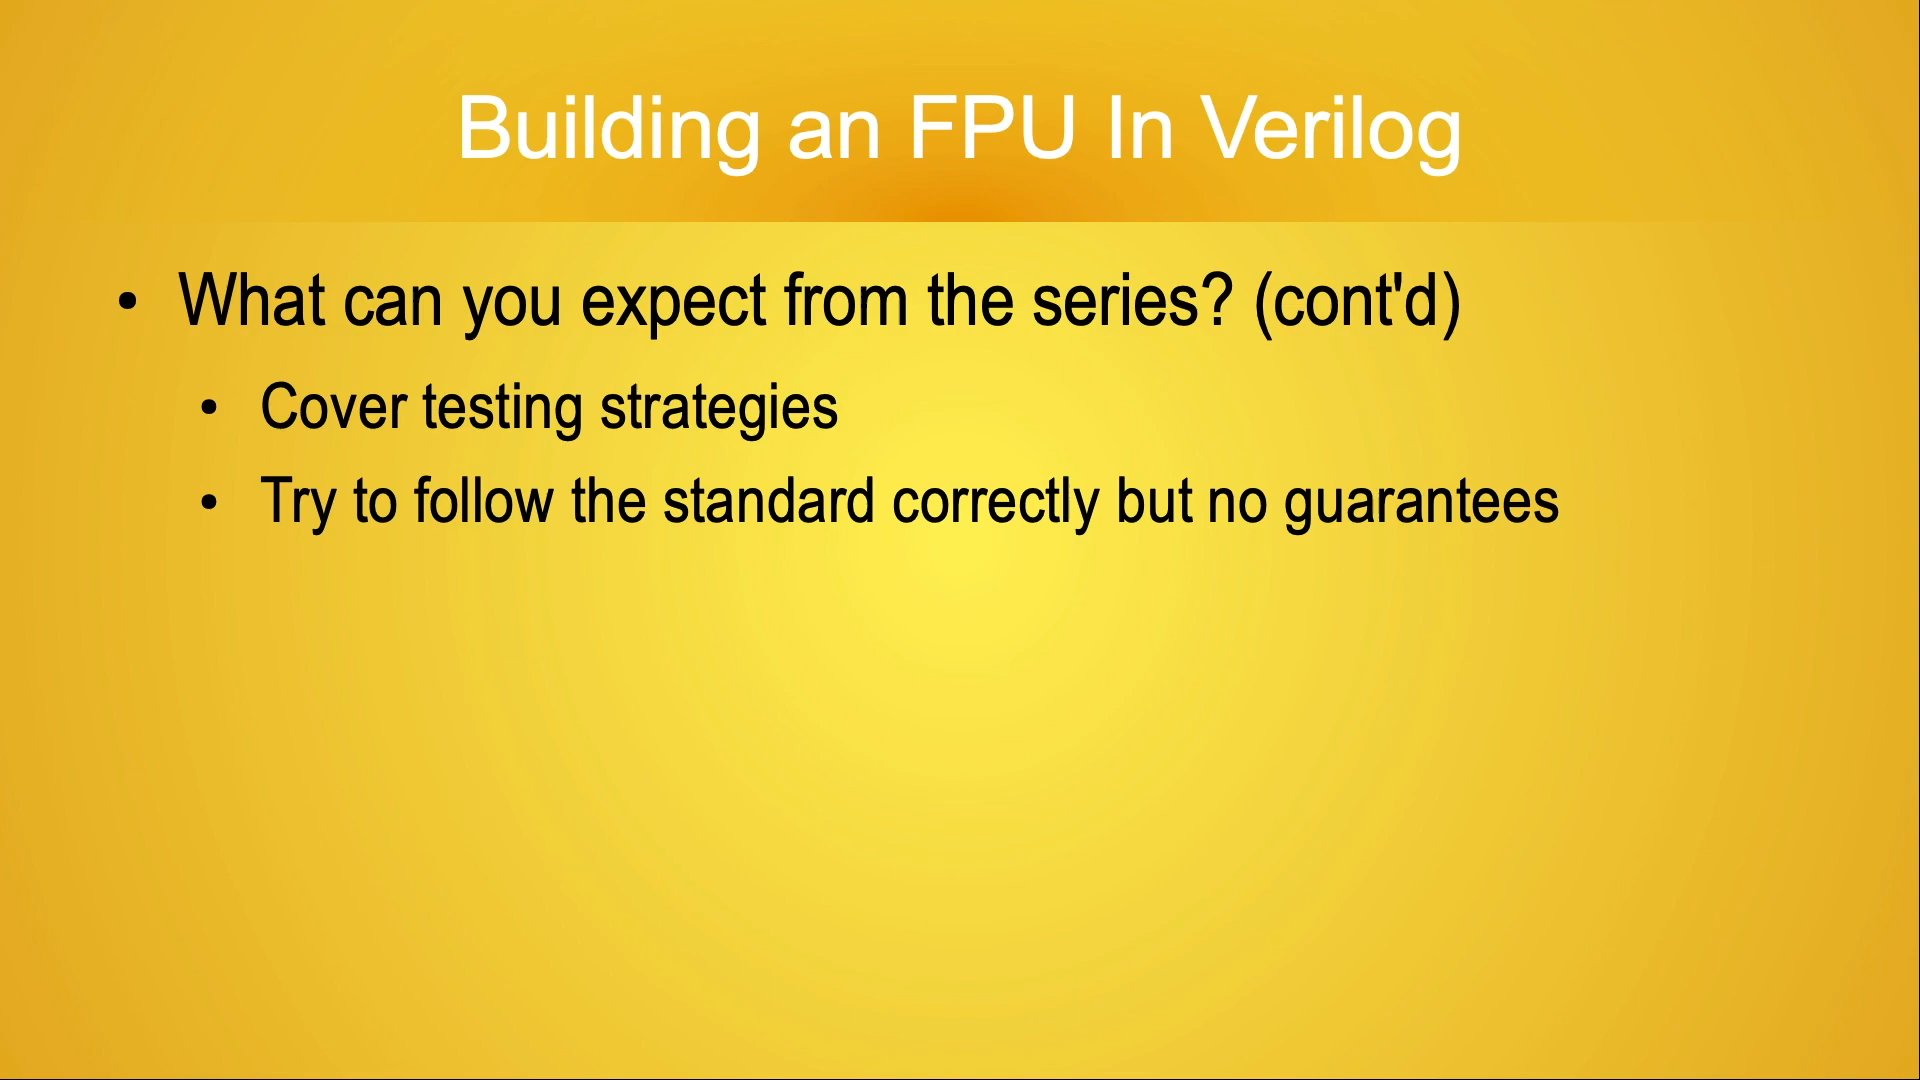 Building an FPU In Verilog
• What can you expect from the series? (cont'd)
• Cover testing strategies
• Try to follow the standard correctly but no guarantees